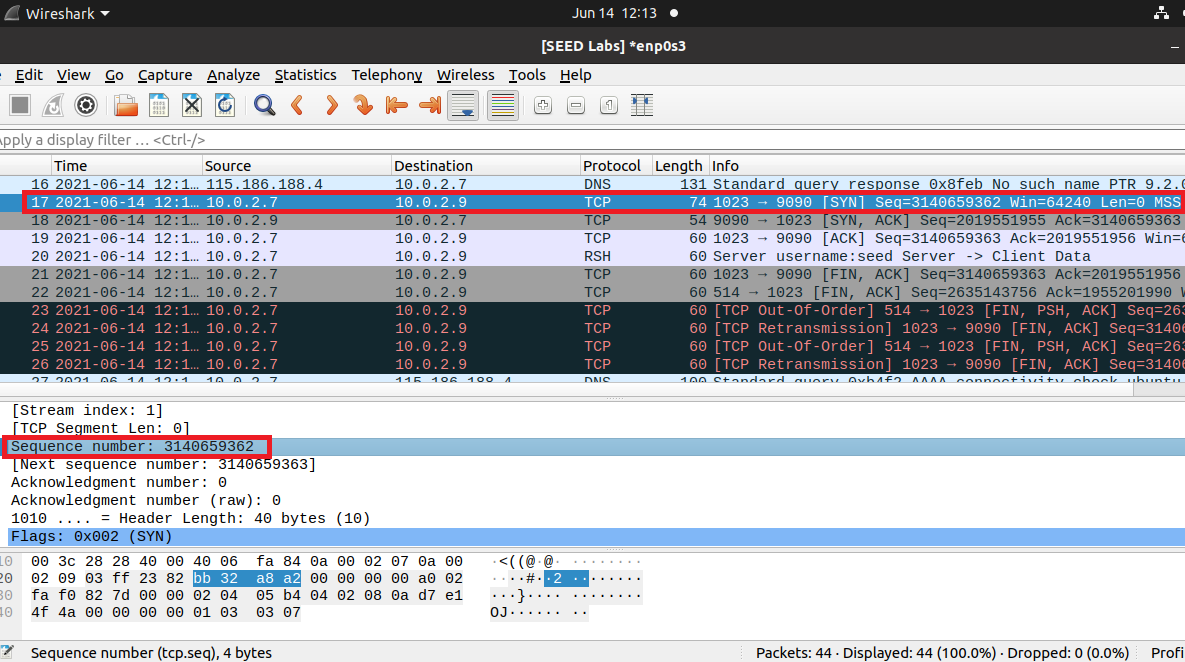 Wireshark Jun 14 12:13
[SEED Labs] *enp0s3
Edit View Go Capture Analyze Statistics Telephony Wireless Tools Help
pply a display filter … <Ctrl-/>
Time Source Destination Protocol Length Info
16 2021-06-14 12:1… 115.186.188.4 10.0.2.7 DNS 131 Standard query response 0x8feb No such name PTR 9.2.0
17 2021-06-14 12:1… 10.0.2.7 10.0.2.9 TCP 74 1023 → 9090 [SYN] Seq=3140659362 Win=64240 Len=0 MSS
18 2021-06-14 12:1… 10.0.2.9 10.0.2.7 TCP 54 9090 → 1023 [SYN, ACK] Seq=2019551955 Ack=3140659363
19 2021-06-14 12:1… 10.0.2.7 10.0.2.9 TCP 60 1023 → 9090 [ACK] Seq=3140659363 Ack=2019551956 Win=6
20 2021-06-14 12:1… 10.0.2.7 10.0.2.9 RSH 60 Server username:seed Server -> Client Data
21 2021-06-14 12:1… 10.0.2.7 10.0.2.9 TCP 60 1023 → 9090 [FIN, ACK] Seq=3140659363 Ack=2019551956
22 2021-06-14 12:1… 10.0.2.7 10.0.2.9 TCP 60 514 → 1023 [FIN, ACK] Seq=2635143756 Ack=1955201990 W
23 2021-06-14 12:1… 10.0.2.7 10.0.2.9 TCP 60 [TCP Out-Of-Order] 514 → 1023 [FIN, PSH, ACK] Seq=263
24 2021-06-14 12:1… 10.0.2.7 10.0.2.9 TCP 60 [TCP Retransmission] 1023 → 9090 [FIN, ACK] Seq=31406
25 2021-06-14 12:1… 10.0.2.7 10.0.2.9 TCP 60 [TCP Out-Of-Order] 514 → 1023 [FIN, PSH, ACK] Seq=263
26 2021-06-14 12:1… 10.0.2.7 10.0.2.9 TCP 60 [TCP Retransmission] 1023 → 9090 [FIN, ACK] Seq=31406
27 2021-06-14 12:1… 10.0.2.7 115.186.188.4 DNS 100 Standard query 0xb4f2 AAAA connectivity-check.ubuntu
[Stream index: 1]
[TCP Segment Len: 0]
Sequence number: 3140659362
[Next sequence number: 3140659363]
Acknowledgment number: 0
Acknowledgment number (raw): 0
1010 .... = Header Length: 40 bytes (10)
Flags: 0x002 (SYN)
10 00 3c 28 28 40 00 40 06 fa 84 0a 00 02 07 0a 00 ·<((@·@· ········
20 02 09 03 ff 23 82 bb 32 a8 a2 00 00 00 00 a0 02 ····#··2 ········
30 fa f0 82 7d 00 00 02 04 05 b4 04 02 08 0a d7 e1 ···}···· ········
40 4f 4a 00 00 00 00 01 03 03 07 OJ······ ··
Sequence number (tcp.seq), 4 bytes Packets: 44 · Displayed: 44 (100.0%) · Dropped: 0 (0.0%) Profi